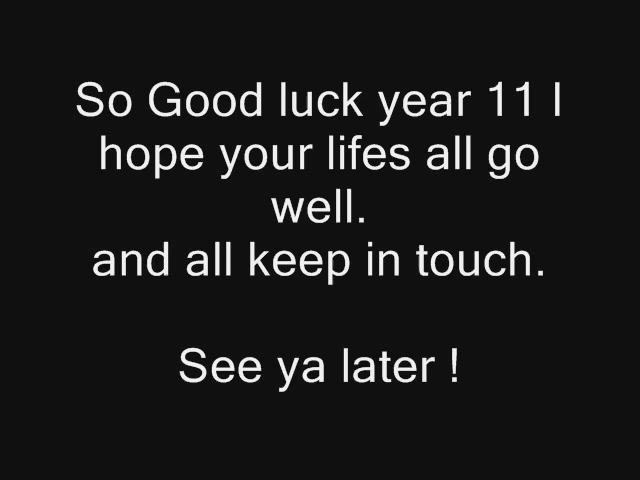 So Good luck year 11 I
hope your lifes all go
well.
and all keep in touch.
See ya later !